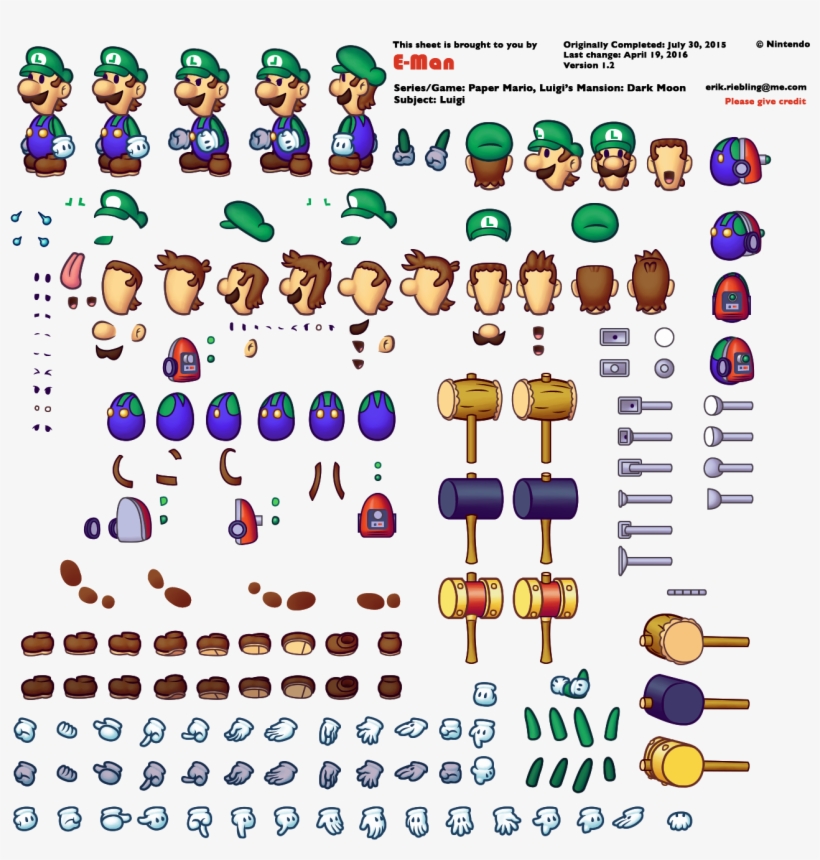 This sheet is brought to you by
E-Man
Originally Completed: July 30, 2015
Last change: April 19, 2016
Version 1.2
© Nintendo
Series/Game: Paper Mario, Luigi's Mansion: Dark Moon
Subject: Luigi
erik.riebling@me.com
Please give credit
L
L
L
L
L
L
L